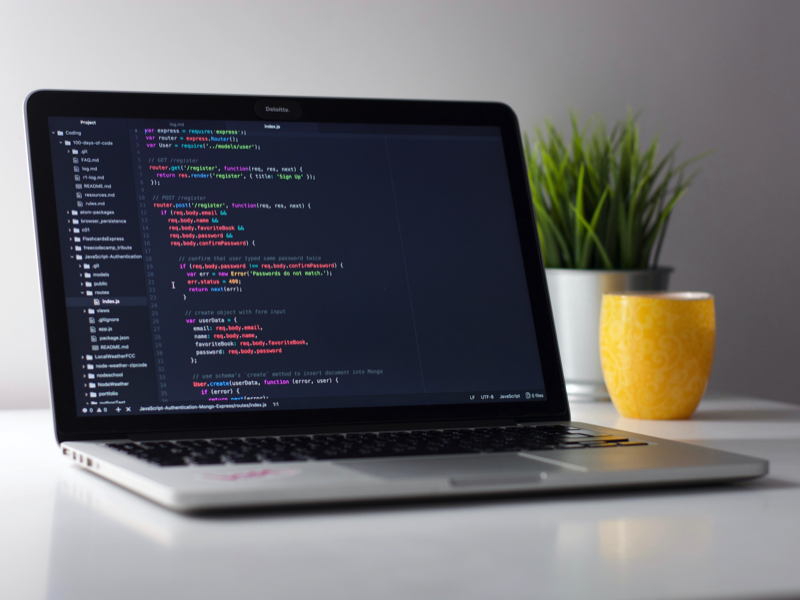 Deloitte.
Project
Coding
100-days-of-code
.git
FAQ.md
log.md
r1-log.md
README.md
resources.md
rules.md
atom-packages
browser_persistence
c01
FlashcardsExpress
freecodecamp_tribute
JavaScript-Authentication
.git
models
public
routes
index.js
views
.gitignore
app.js
package.json
README.md
LocalWeatherFCC
node-weather-zipcode
nodeschool
NodeWeather
portfolio
log.md
index.js
var express = require('express');
var router = express.Router();
var User = require('../models/user');
// GET /register
router.get('/register', function(req, res, next) {
return res.render('register', { title: 'Sign Up' });
});
// POST /register
router.post('/register', function(req, res, next) {
if (req.body.email &&
req.body.name &&
req.body.favoriteBook &&
req.body.password &&
req.body.confirmPassword) {
// confirm that user typed same password twice
if (req.body.password !== req.body.confirmPassword) {
var err = new Error('Passwords do not match.');
err.status = 400;
return next(err);
}
// create object with form input
var userData = {
email: req.body.email,
name: req.body.name,
favoriteBook: req.body.favoriteBook,
password: req.body.password
};
// use schema's `create` method to insert document into Mongo
User.create(userData, function (error, user) {
if (error) {
return next(error);
0 0 JavaScript-Authentication-Mongo-Express/routes/index.js
LF UTF-8 JavaScript 0 files